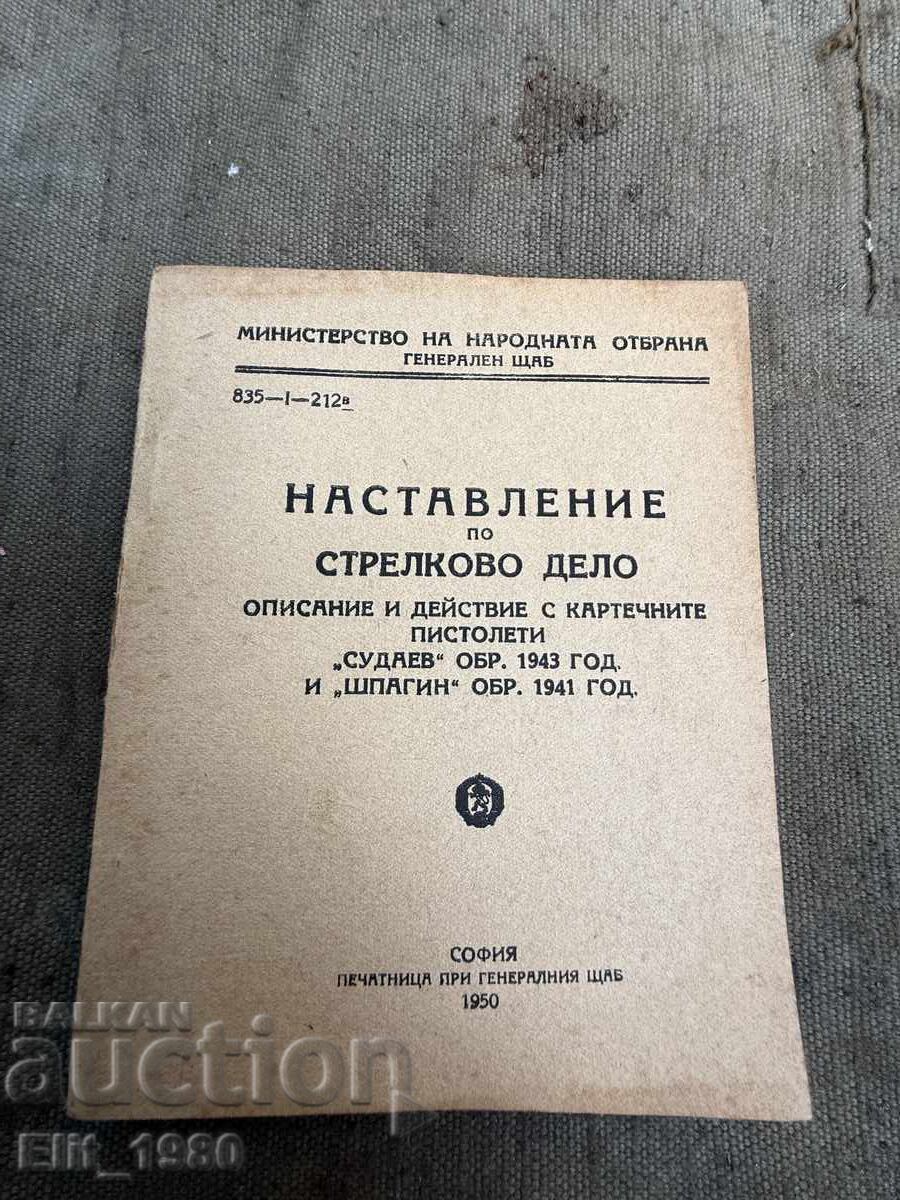 МИНИСТЕРСТВО НА НАРОДНАТА ОТБРАНА
ГЕНЕРАЛЕН ЩАБ
835—I—212в
НАСТАВЛЕНИЕ
ПО
СТРЕЛКОВО ДЕЛО
ОПИСАНИЕ И ДЕЙСТВИЕ С КАРТЕЧНИТЕ
ПИСТОЛЕТИ
„СУДАЕВ“ ОБР. 1943 ГОД.
И „ШПАГИН“ ОБР. 1941 ГОД.
СОФИЯ
ПЕЧАТНИЦА ПРИ ГЕНЕРАЛНИЯ ЩАБ
1950
BALKAN
auction
Elit_1980